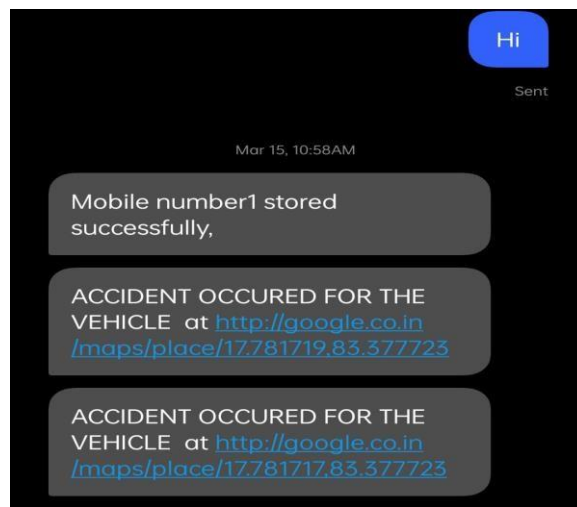 Hi
Sent
Mar 15, 10:58AM
Mobile number1 stored
successfully,
ACCIDENT OCCURED FOR THE
VEHICLE  at http://google.co.in
/maps/place/17.781719,83.377723
ACCIDENT OCCURED FOR THE
VEHICLE  at http://google.co.in
/maps/place/17.781717,83.377723